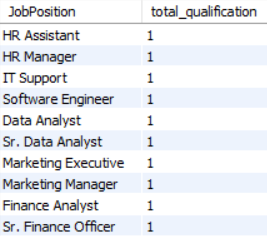 JobPosition total_qualification
HR Assistant 1
HR Manager 1
IT Support 1
Software Engineer 1
Data Analyst 1
Sr. Data Analyst 1
Marketing Executive 1
Marketing Manager 1
Finance Analyst 1
Sr. Finance Officer 1